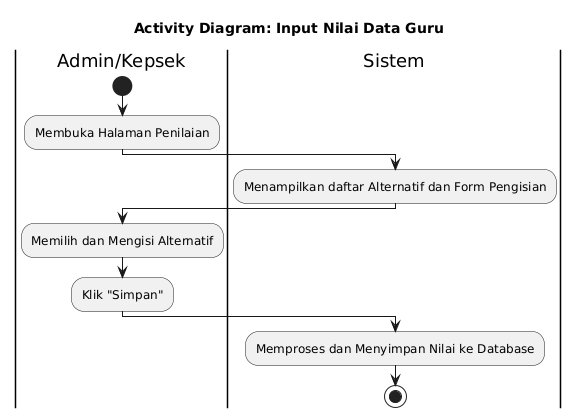 Activity Diagram: Input Nilai Data Guru
Admin/Kepsek
Sistem
Membuka Halaman Penilaian
Menampilkan daftar Alternatif dan Form Pengisian
Memilih dan Mengisi Alternatif
Klik "Simpan"
Memproses dan Menyimpan Nilai ke Database